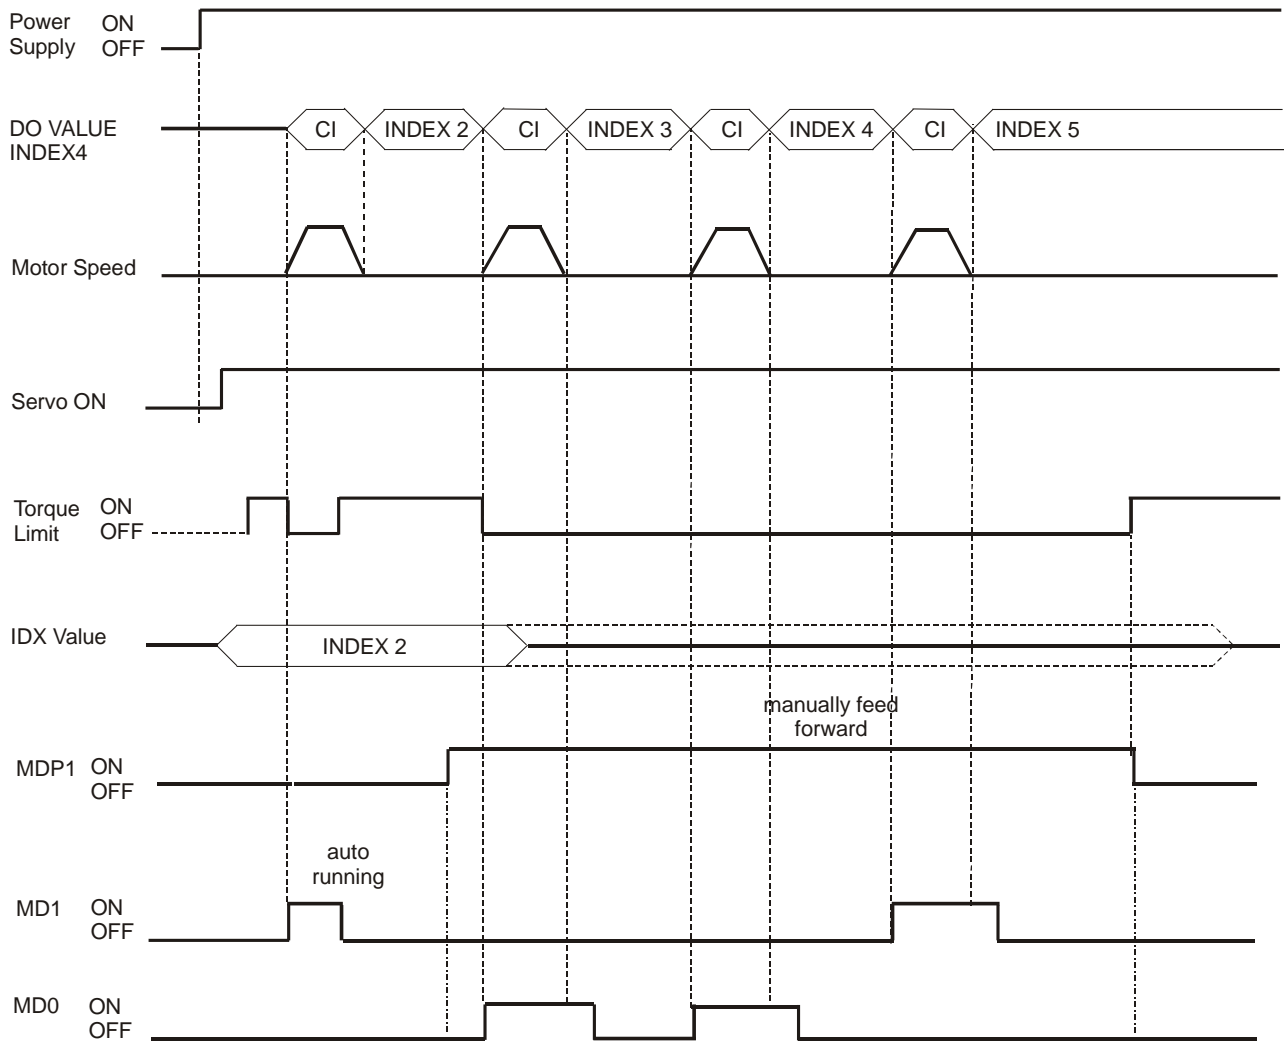 Power ON
Supply OFF
DO VALUE
INDEX4
CI
INDEX 2
CI
INDEX 3
CI
INDEX 4
CI
INDEX 5
Motor Speed
Servo ON
Torque ON
Limit OFF
IDX Value
INDEX 2
manually feed
forward
MDP1 ON
OFF
auto
running
MD1 ON
OFF
MD0 ON
OFF